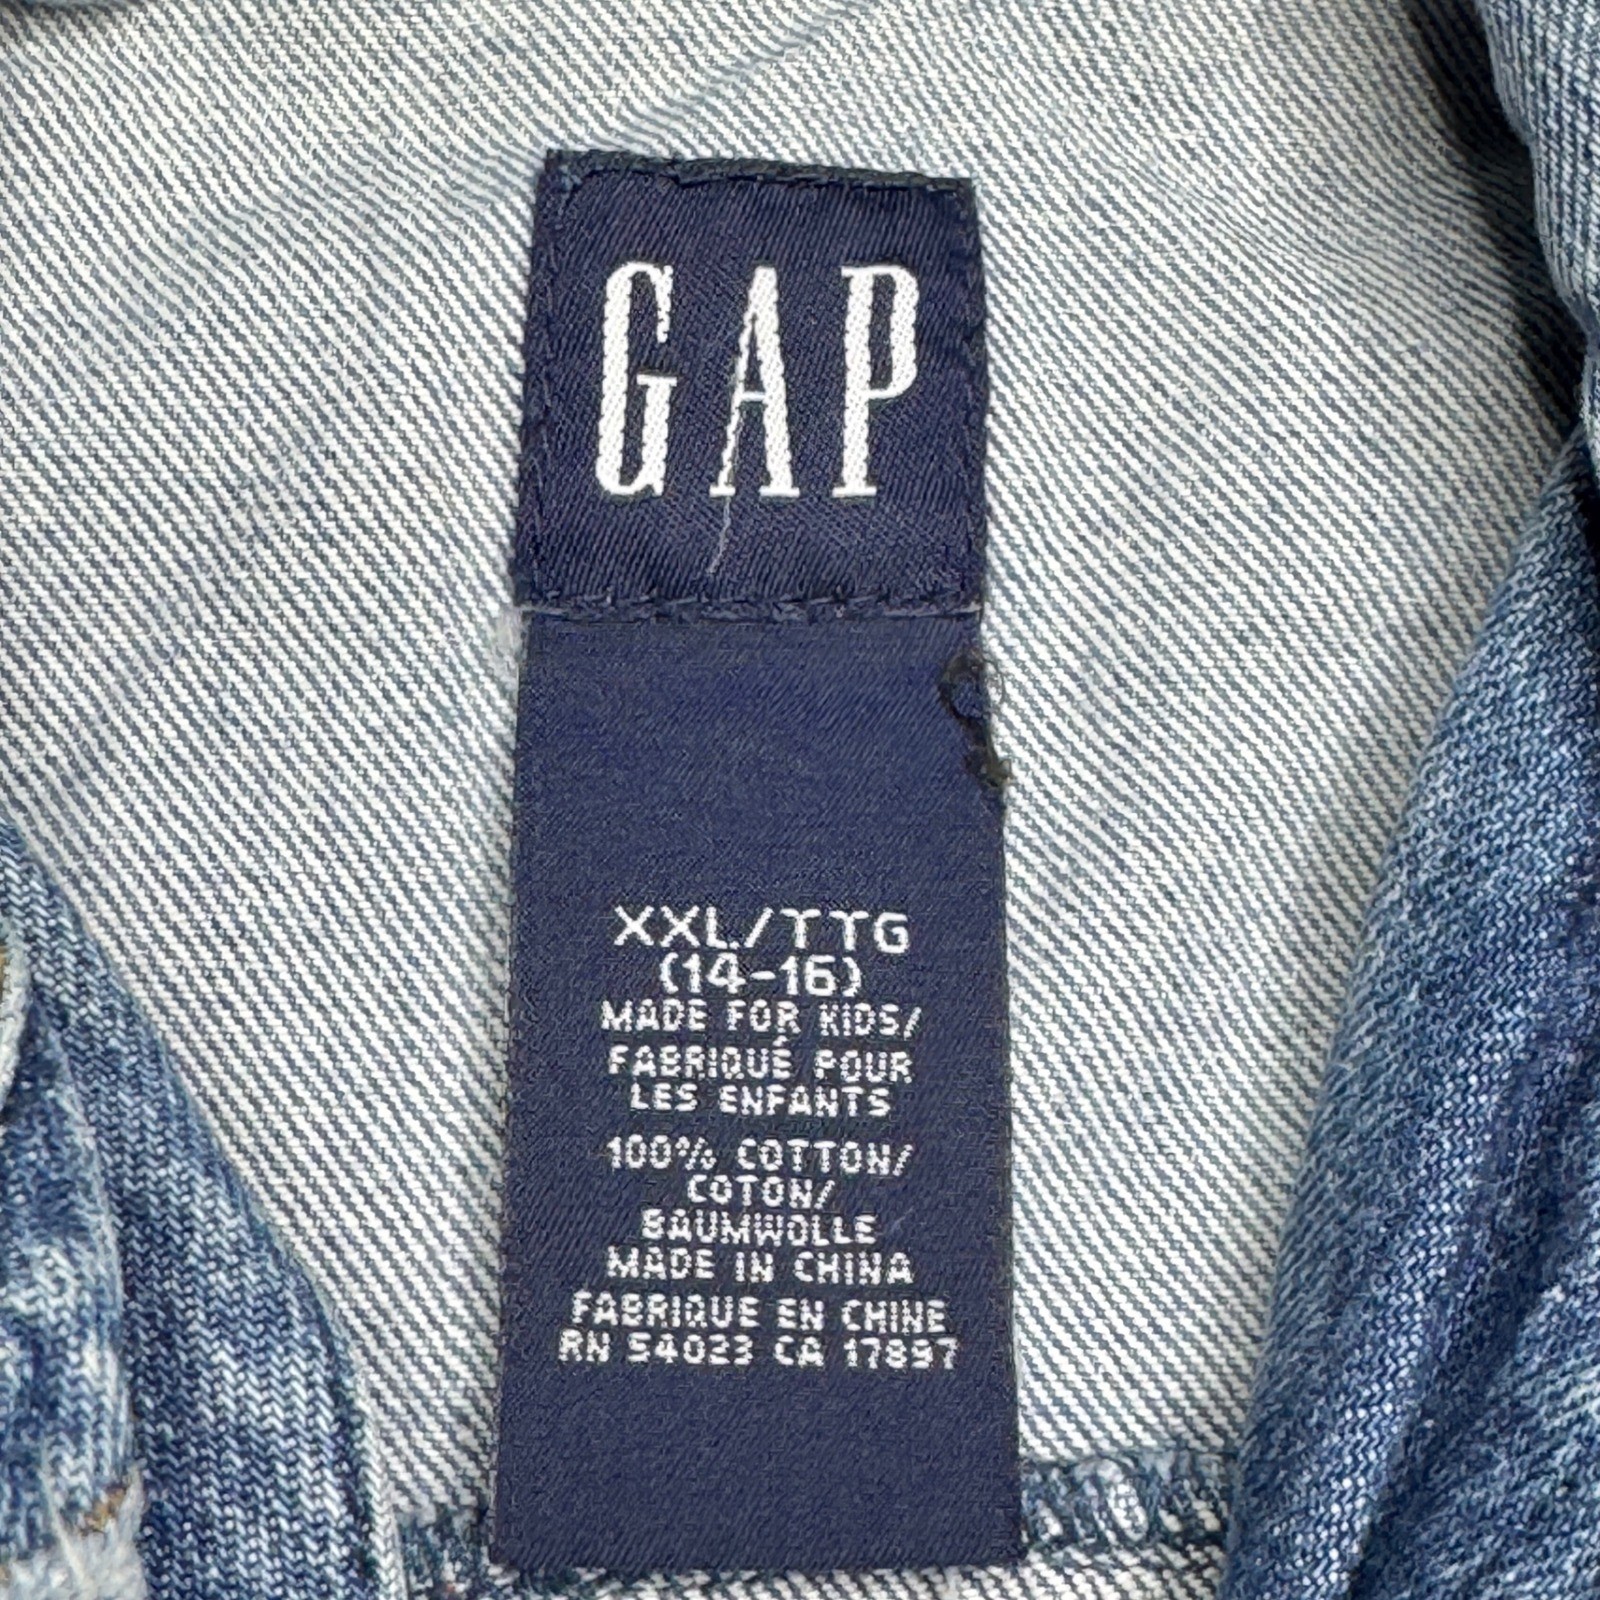 GAP
XXL/TTG
(14-16)
MADE FOR KIDS/
FABRIQUÉ POUR
LES ENFANTS
100% COTTON/
COTON/
BAUMWOLLE
MADE IN CHINA
FABRIQUE EN CHINE
RN 54023 CA 17897